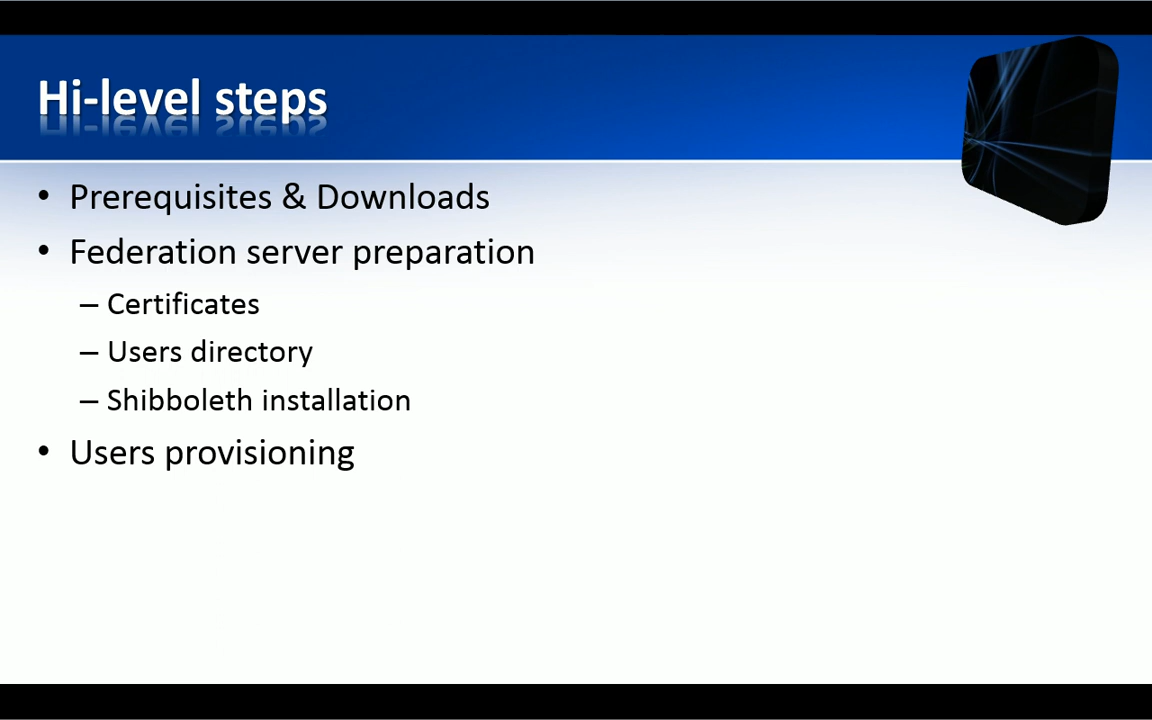 Hi-level steps
• Prerequisites & Downloads
• Federation server preparation
– Certificates
– Users directory
– Shibboleth installation
• Users provisioning